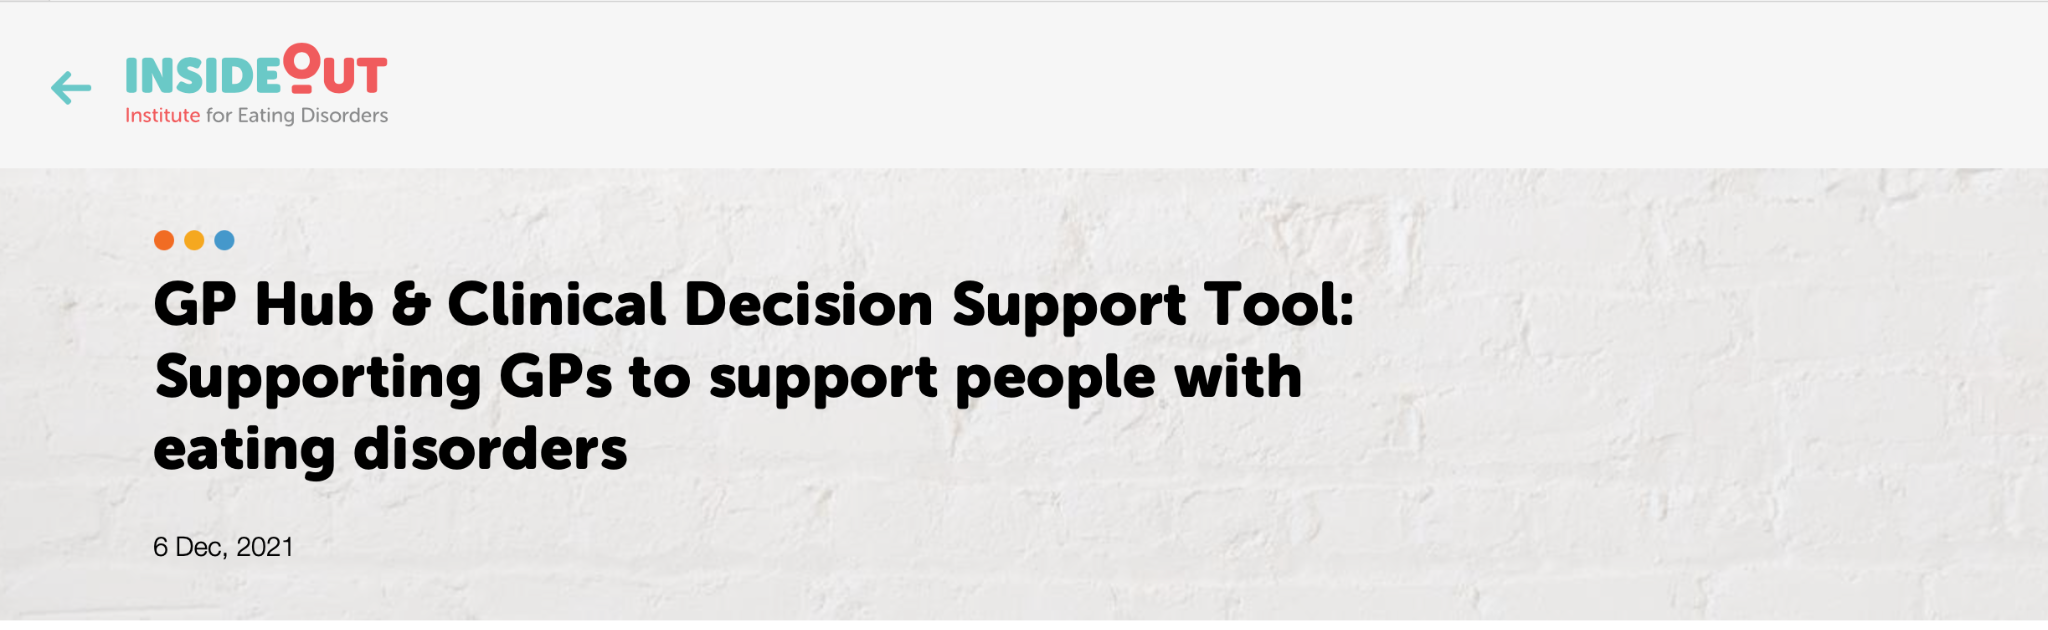 INSIDEOUT
Institute for Eating Disorders
GP Hub & Clinical Decision Support Tool:
Supporting GPs to support people with
eating disorders
6 Dec, 2021